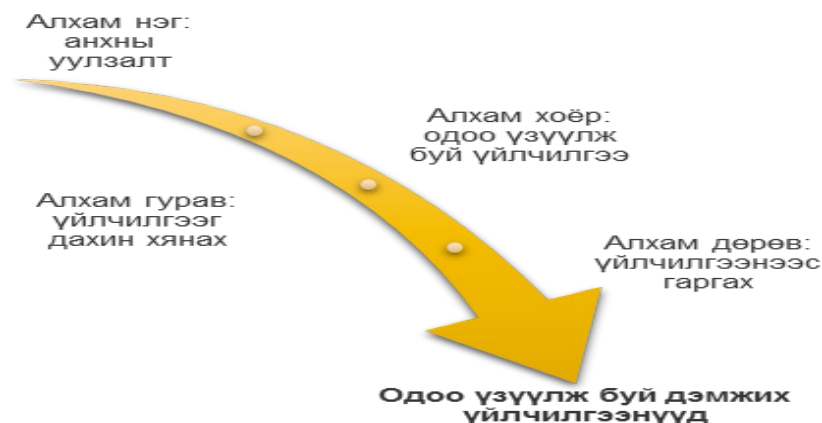 Алхам нэг:
анхны
уулзалт
Алхам хоёр:
одоо үзүүлж
буй үйлчилгээ
Алхам гурав:
үйлчилгээг
дахин хянах
Алхам дөрөв:
үйлчилгээнээс
гаргах
Одоо үзүүлж буй дэмжих
үйлчилгээнүүд